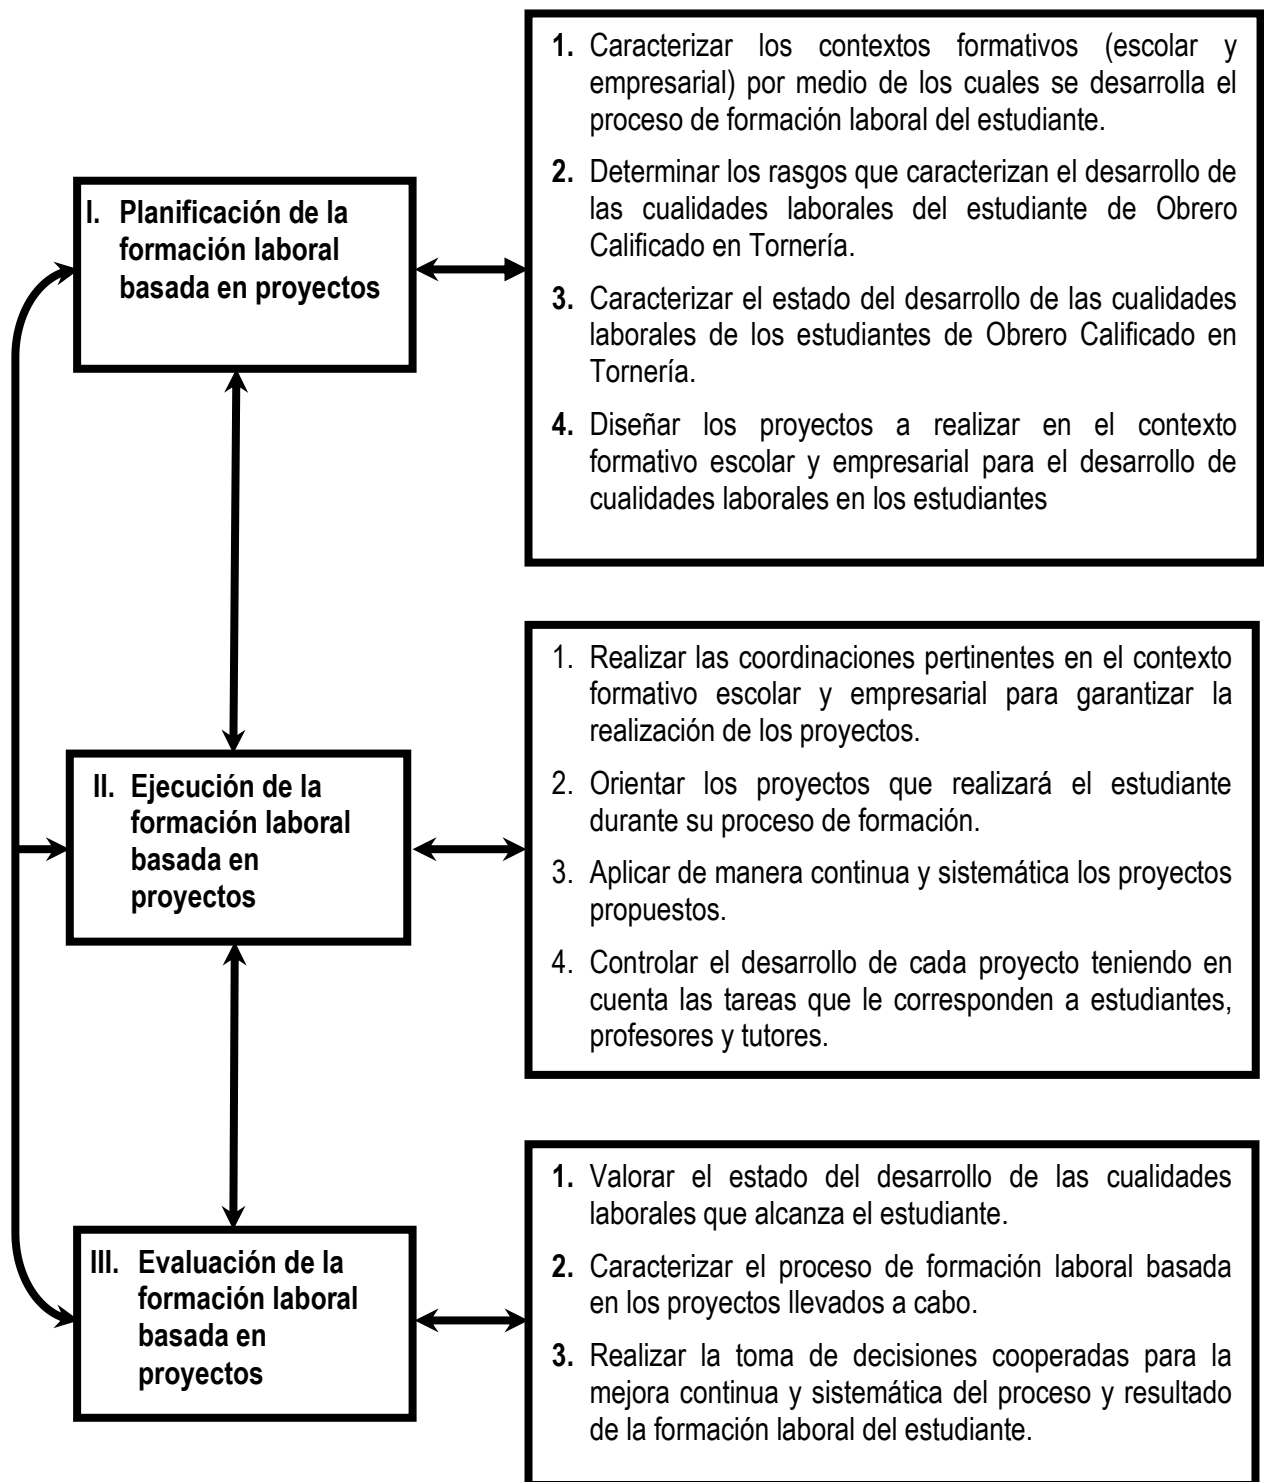 I. Planificación de la
formación laboral
basada en proyectos
1. Caracterizar los contextos formativos (escolar y
empresarial) por medio de los cuales se desarrolla el
proceso de formación laboral del estudiante.
2. Determinar los rasgos que caracterizan el desarrollo de
las cualidades laborales del estudiante de Obrero
Calificado en Tornería.
3. Caracterizar el estado del desarrollo de las cualidades
laborales de los estudiantes de Obrero Calificado en
Tornería.
4. Diseñar los proyectos a realizar en el contexto
formativo escolar y empresarial para el desarrollo de
cualidades laborales en los estudiantes
II. Ejecución de la
formación laboral
basada en
proyectos
1. Realizar las coordinaciones pertinentes en el contexto
formativo escolar y empresarial para garantizar la
realización de los proyectos.
2. Orientar los proyectos que realizará el estudiante
durante su proceso de formación.
3. Aplicar de manera continua y sistemática los proyectos
propuestos.
4. Controlar el desarrollo de cada proyecto teniendo en
cuenta las tareas que le corresponden a estudiantes,
profesores y tutores.
III. Evaluación de la
formación laboral
basada en
proyectos
1. Valorar el estado del desarrollo de las cualidades
laborales que alcanza el estudiante.
2. Caracterizar el proceso de formación laboral basada
en los proyectos llevados a cabo.
3. Realizar la toma de decisiones cooperadas para la
mejora continua y sistemática del proceso y resultado
de la formación laboral del estudiante.